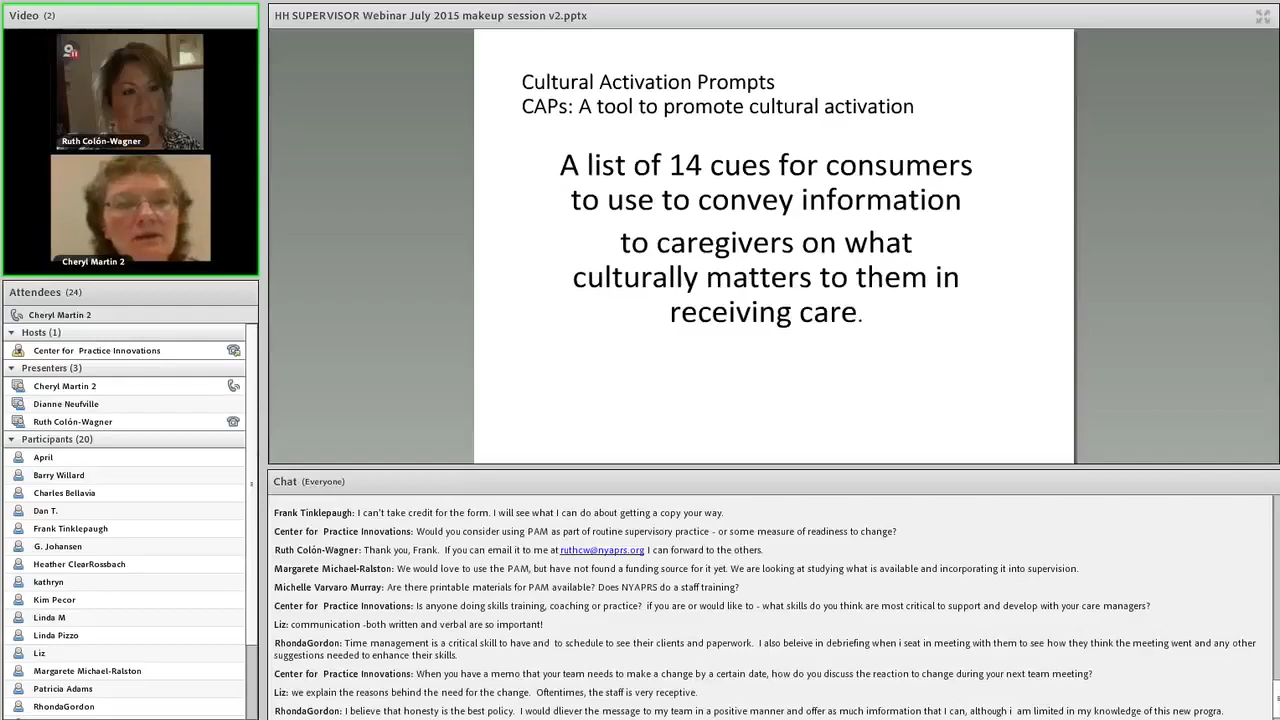 Video (2)
Ruth Colón-Wagner
Cheryl Martin 2
Attendees (24)
Cheryl Martin 2
Hosts (1)
Center for Practice Innovations
Presenters (3)
Cheryl Martin 2
Dianne Neufville
Ruth Colón-Wagner
Participants (20)
April
Barry Willard
Charles Bellavia
Dan T.
Frank Tinklepaugh
G. Johansen
Heather ClearRossbach
kathryn
Kim Pecor
Linda M
Linda Pizzo
Liz
Margarete Michael-Ralston
Patricia Adams
RhondaGordon
HH SUPERVISOR Webinar July 2015 makeup session v2.pptx
Cultural Activation Prompts
CAPs: A tool to promote cultural activation
A list of 14 cues for consumers
to use to convey information
to caregivers on what
culturally matters to them in
receiving care.
Chat (Everyone)
Frank Tinklepaugh: I can't take credit for the form. I will see what I can do about getting a copy your way.
Center for Practice Innovations: Would you consider using PAM as part of routine supervisory practice - or some measure of readiness to change?
Ruth Colón-Wagner: Thank you, Frank. If you can email it to me at ruthcw@nyaprs.org I can forward to the others.
Margarete Michael-Ralston: We would love to use the PAM, but have not found a funding source for it yet. We are looking at studying what is available and incorporating it into supervision.
Michelle Varvaro Murray: Are there printable materials for PAM available? Does NYAPRS do a staff training?
Center for Practice Innovations: Is anyone doing skills training, coaching or practice? if you are or would like to - what skills do you think are most critical to support and develop with your care managers?
Liz: communication -both written and verbal are so important!
RhondaGordon: Time management is a critical skill to have and to schedule to see their clients and paperwork. I also beleive in debriefing when i seat in meeting with them to see how they think the meeting went and any other
suggestions needed to enhance their skills.
Center for Practice Innovations: When you have a memo that your team needs to make a change by a certain date, how do you discuss the reaction to change during your next team meeting?
Liz: we explain the reasons behind the need for the change. Oftentimes, the staff is very receptive.
RhondaGordon: I believe that honesty is the best policy. I would dliever the message to my team in a positive manner and offer as much imformation that I can, although i am limited in my knowledge of this new progra.